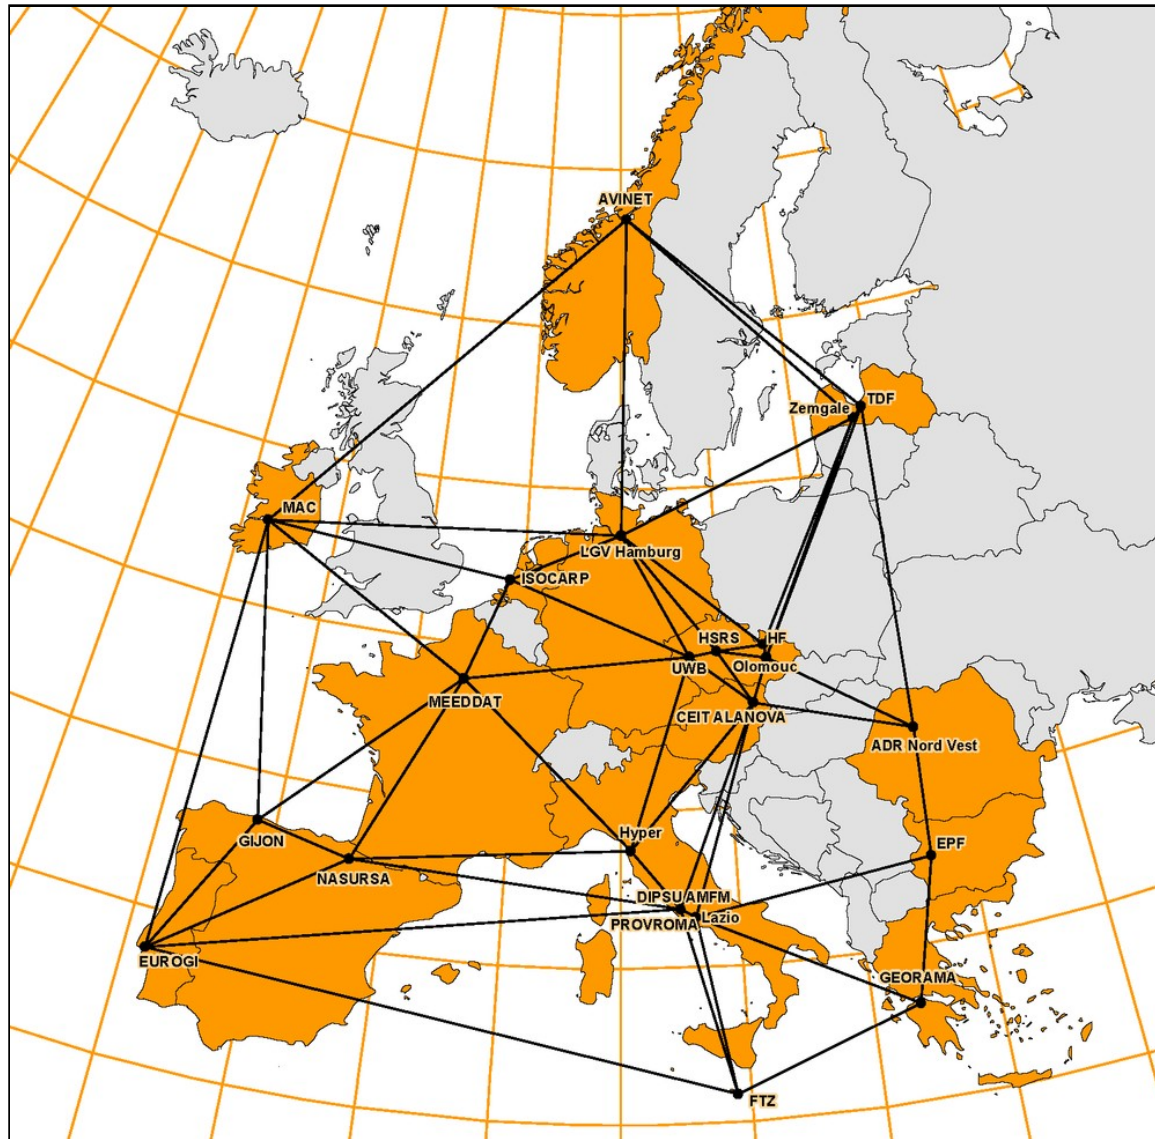 AVINET
TDF
Zemgale
MAC
LGV Hamburg
ISOCARP
HSRS
HF
UWB
Olomouc
MEEDDAT
CEIT ALANOVA
ADR Nord Vest
GIJON
Hyper
EPF
NASURSA
DIPSU AMFM
PROVROMA
Lazio
EUROGI
GEORAMA
FTZ